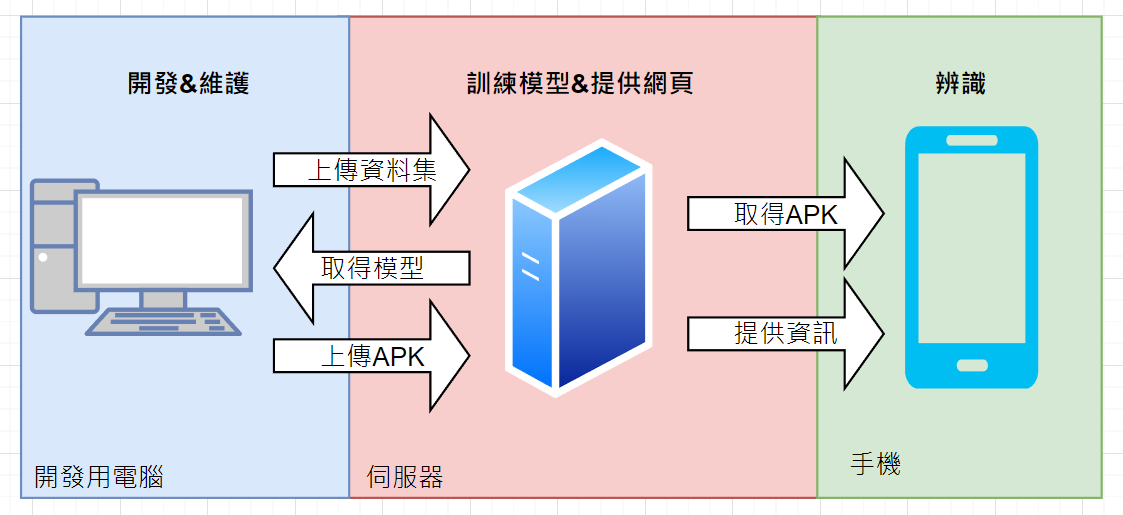 開發&維護
訓練模型&提供網頁
辨識
上傳資料集
取得APK
取得模型
提供資訊
上傳APK
開發用電腦
伺服器
手機